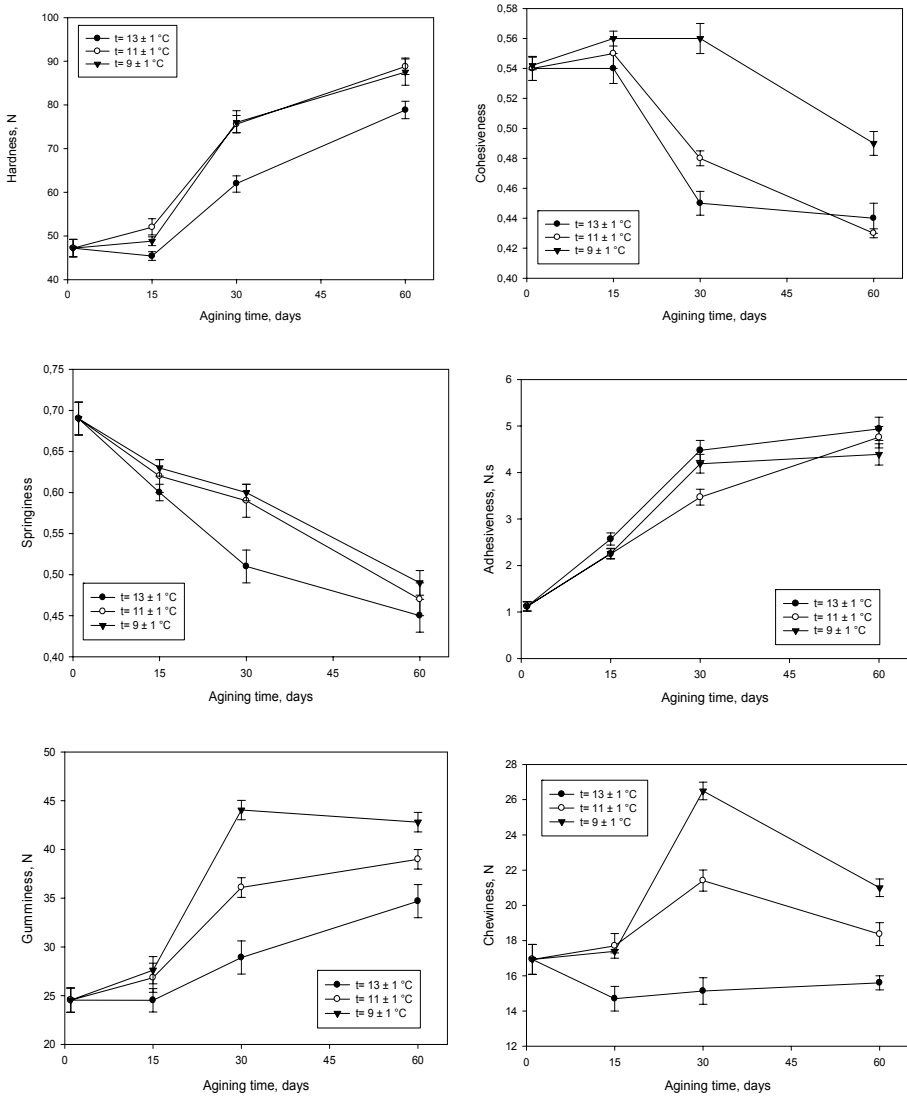 Hardness, N
100
90
80
70
60
50
40
t= 13 ± 1 °C
t= 11 ± 1 °C
t= 9 ± 1 °C
0 15 30 45 60
Agining time, days
Cohesiveness
0,58
0,56
0,54
0,52
0,50
0,48
0,46
0,44
0,42
0,40
t= 13 ± 1 °C
t= 11 ± 1 °C
t= 9 ± 1 °C
0 15 30 45 60
Agining time, days
Springiness
0,75
0,70
0,65
0,60
0,55
0,50
0,45
0,40
t= 13 ± 1 °C
t= 11 ± 1 °C
t= 9 ± 1 °C
0 15 30 45 60
Agining time, days
Adhesiveness, N.s
6
5
4
3
2
1
0
t= 13 ± 1 °C
t= 11 ± 1 °C
t= 9 ± 1 °C
0 15 30 45 60
Agining time, days
Gumminess, N
50
45
40
35
30
25
20
t= 13 ± 1 °C
t= 11 ± 1 °C
t= 9 ± 1 °C
0 15 30 45 60
Agining time, days
Chewiness, N
28
26
24
22
20
18
16
14
12
t= 13 ± 1 °C
t= 11 ± 1 °C
t= 9 ± 1 °C
0 15 30 45 60
Agining time, days